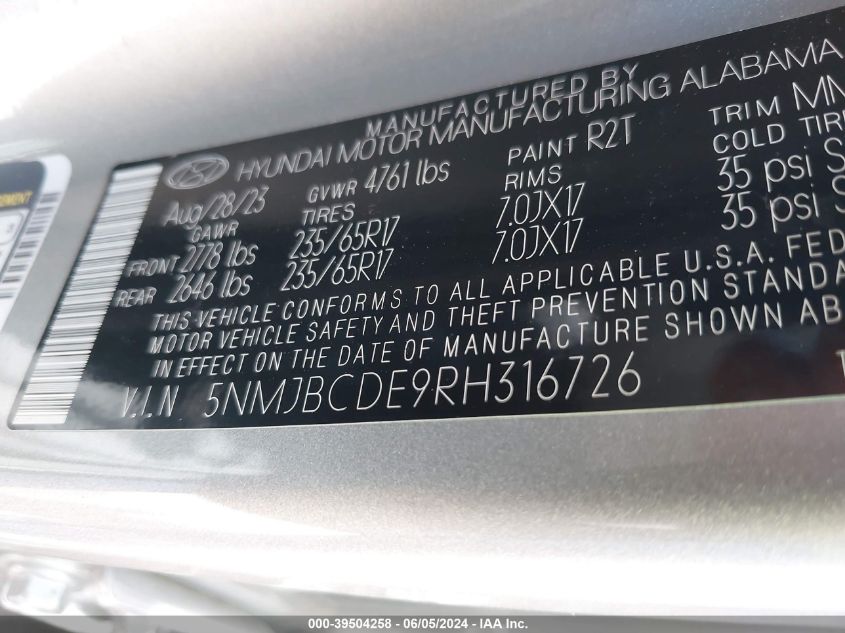 MANUFACTURED BY
HYUNDAI MOTOR MANUFACTURING ALABAMA
Aug/28/23 GVWR 4761 lbs PAINT R2T TRIM
GAWR TIRES RIMS COLD
FRONT 2778 lbs 235/65R17 7.0JX17 35 psi
REAR 2646 lbs 235/65R17 7.0JX17 35 psi
THIS VEHICLE CONFORMS TO ALL APPLICABLE U.S.A.
MOTOR VEHICLE SAFETY AND THEFT PREVENTION
IN EFFECT ON THE DATE OF MANUFACTURE SHOWN
V.I.N 5NMJBCDE9RH316726
000-39504258 - 06/05/2024 - IAA Inc.